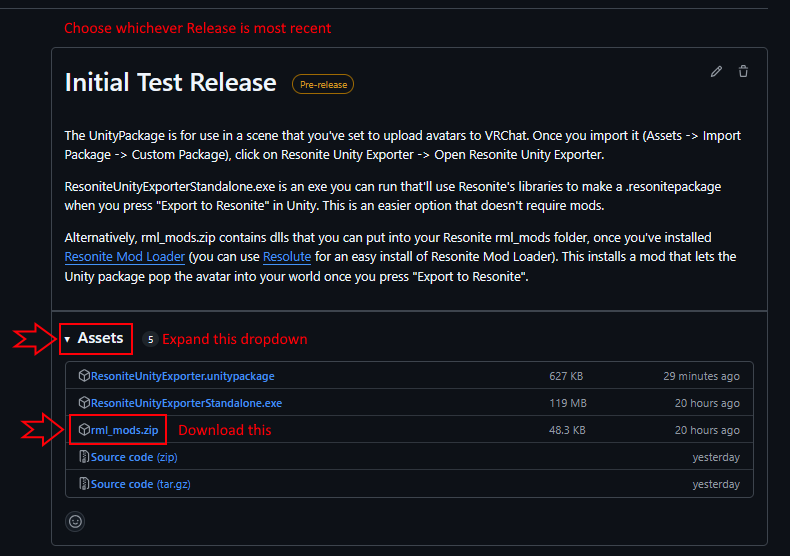 Choose whichever Release is most recent
Initial Test Release Pre-release
The UnityPackage is for use in a scene that you've set to upload avatars to VRChat. Once you import it (Assets -> Import
Package -> Custom Package), click on Resonite Unity Exporter -> Open Resonite Unity Exporter.
ResoniteUnityExporterStandalone.exe is an exe you can run that'll use Resonite's libraries to make a .resonitepackage
when you press "Export to Resonite" in Unity. This is an easier option that doesn't require mods.
Alternatively, rml_mods.zip contains dlls that you can put into your Resonite rml_mods folder, once you've installed
Resonite Mod Loader (you can use Resolute for an easy install of Resonite Mod Loader). This installs a mod that lets the
Unity package pop the avatar into your world once you press "Export to Resonite".
Assets 5 Expand this dropdown
ResoniteUnityExporter.unitypackage 627 KB 29 minutes ago
ResoniteUnityExporterStandalone.exe 119 MB 20 hours ago
rml_mods.zip Download this 48.3 KB 20 hours ago
Source code (zip) yesterday
Source code (tar.gz) yesterday